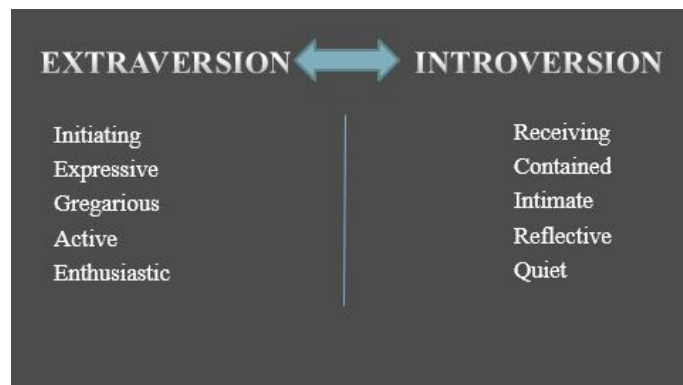 EXTRAVERSION INTROVERSION
Initiating
Expressive
Gregarious
Active
Enthusiastic
Receiving
Contained
Intimate
Reflective
Quiet